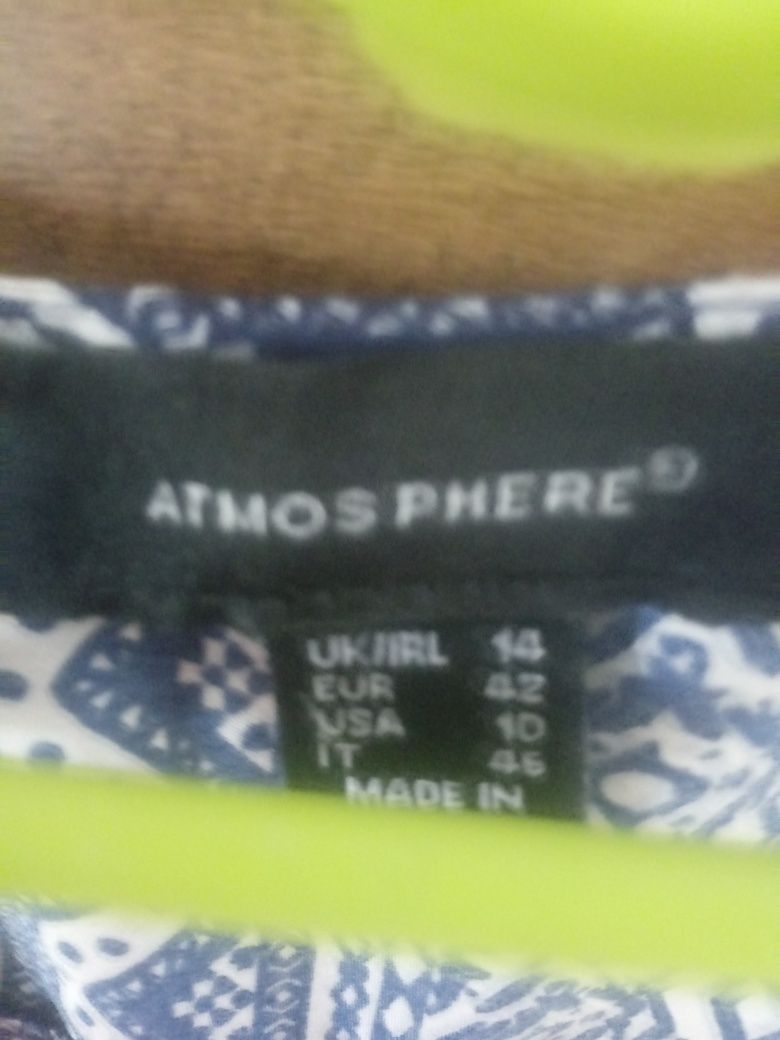 ATMOSPHERE®
UK/IRL 14
EUR 42
USA 10
IT 46
MADE IN